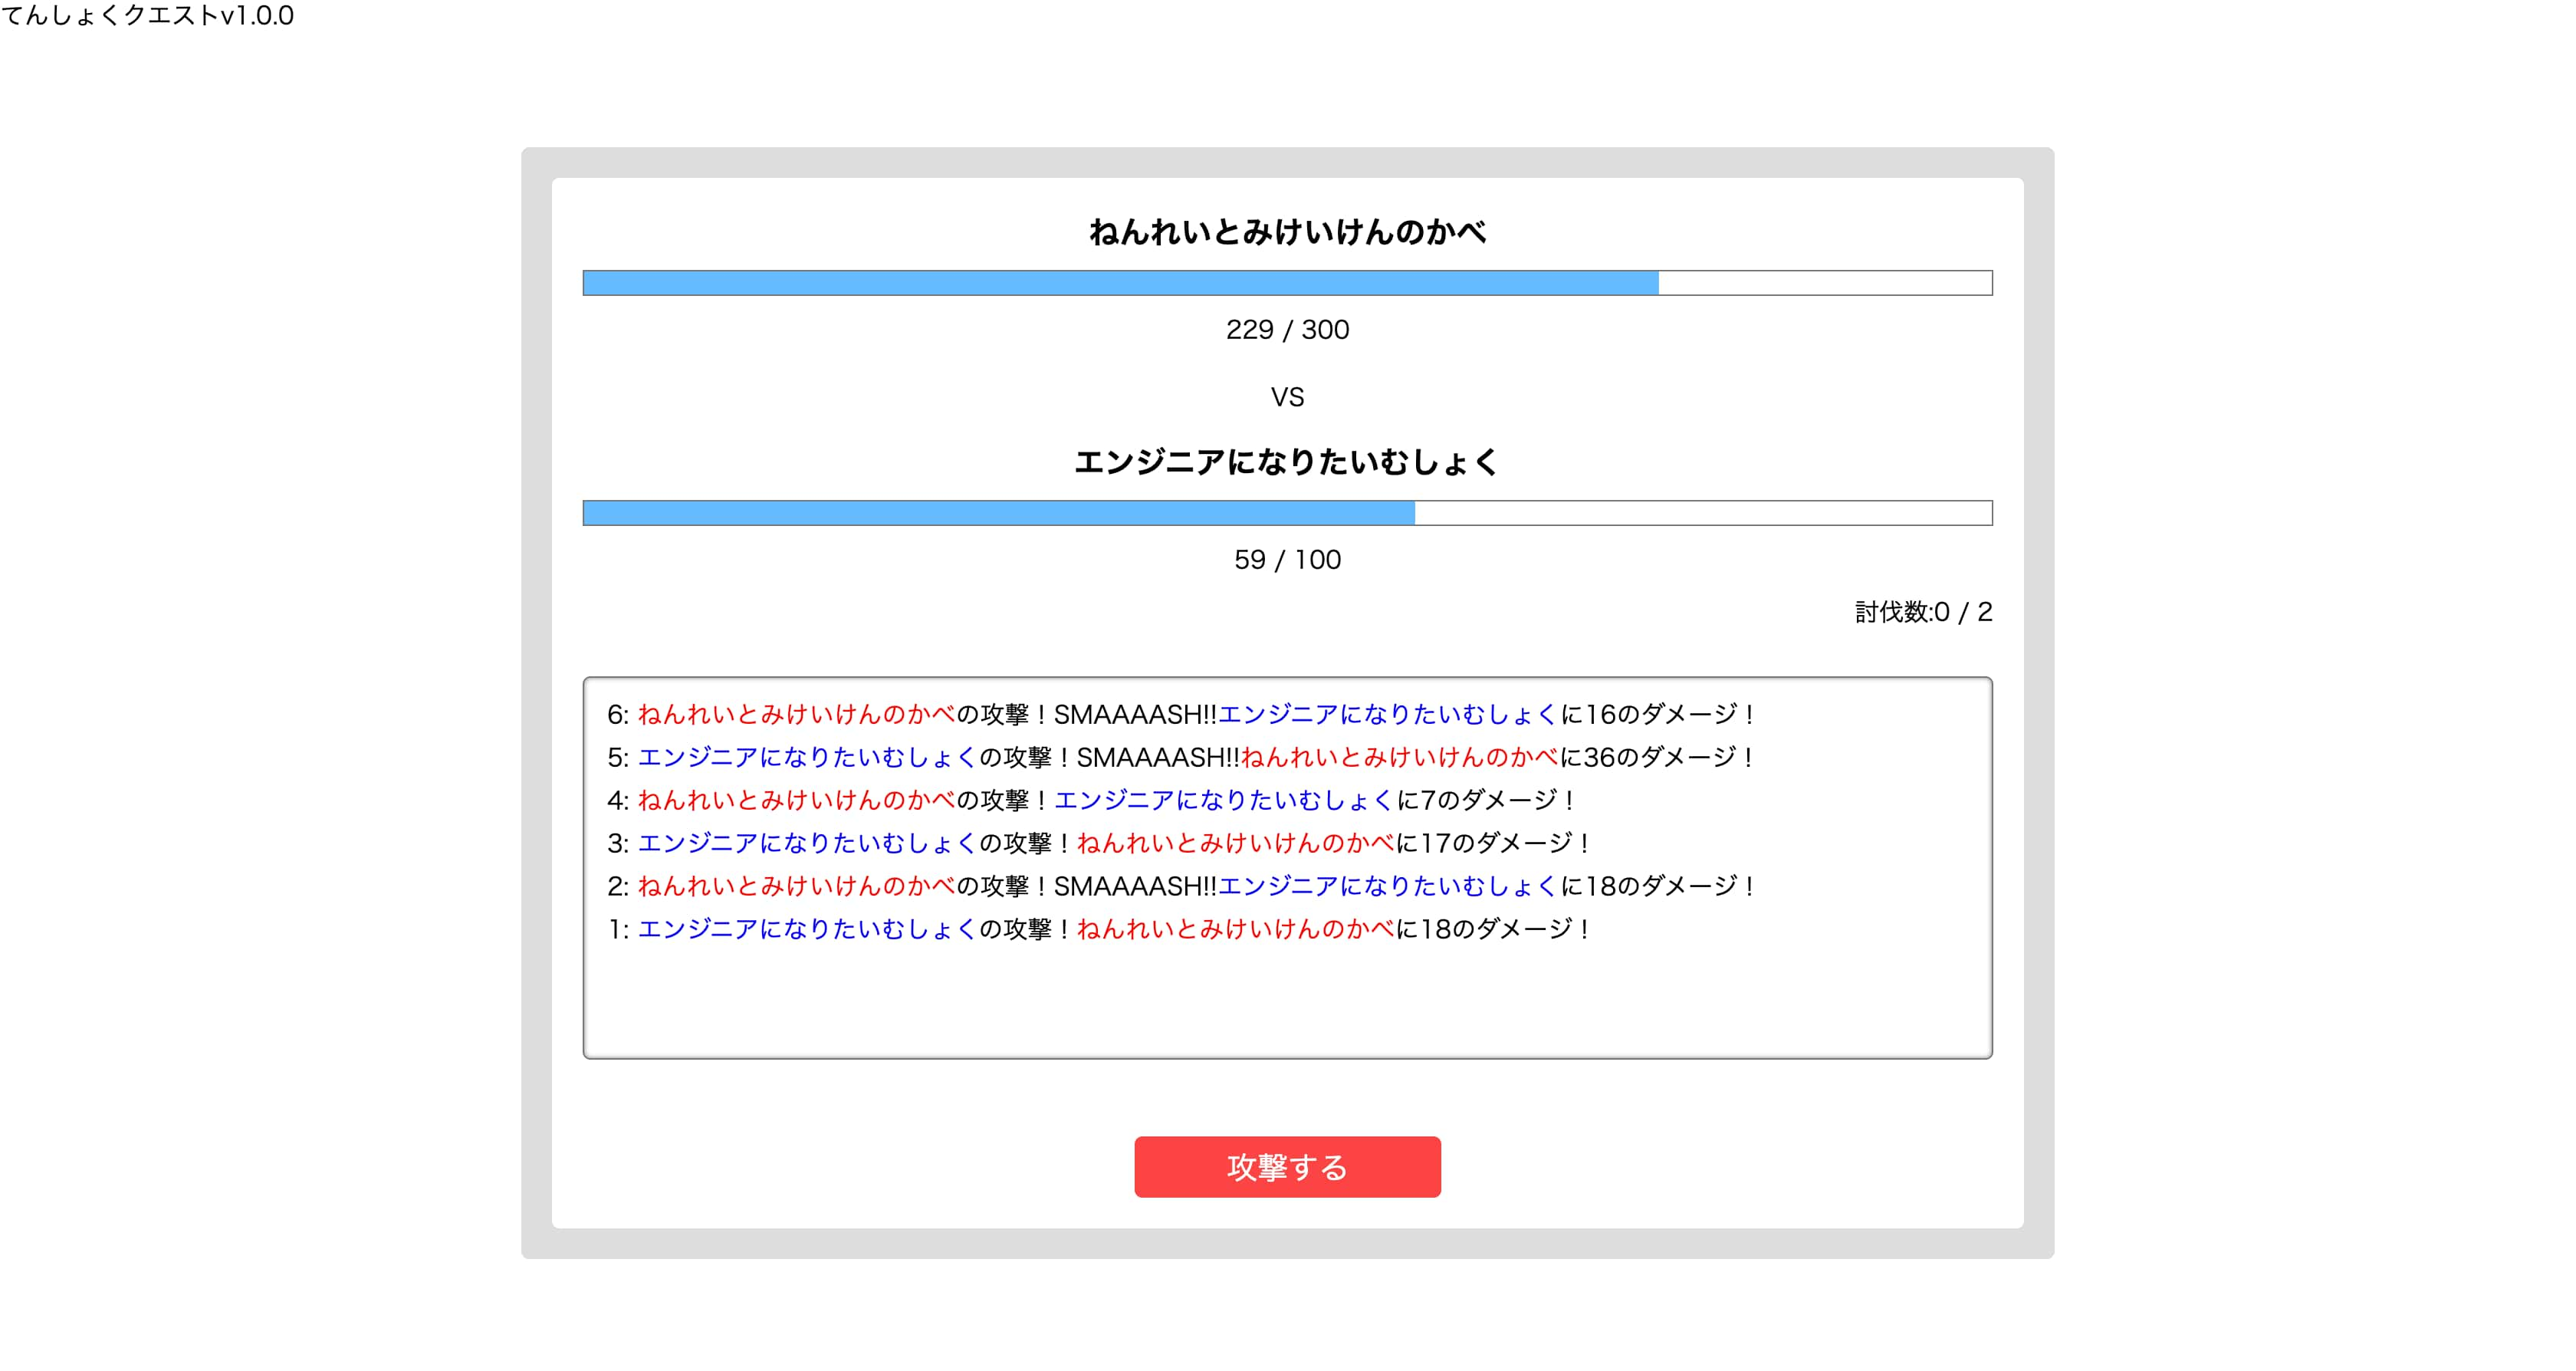 てんしょくクエストv1.0.0
ねんれいとみけいけんのかべ
229 / 300
VS
エンジニアになりたいむしょく
59 / 100
討伐数:0 / 2
6: ねんれいとみけいけんのかべの攻撃！SMAAAASH!!エンジニアになりたいむしょくに16のダメージ！
5: エンジニアになりたいむしょくの攻撃！SMAAAASH!!ねんれいとみけいけんのかべに36のダメージ！
4: ねんれいとみけいけんのかべの攻撃！エンジニアになりたいむしょくに7のダメージ！
3: エンジニアになりたいむしょくの攻撃！ねんれいとみけいけんのかべに17のダメージ！
2: ねんれいとみけいけんのかべの攻撃！SMAAAASH!!エンジニアになりたいむしょくに18のダメージ！
1: エンジニアになりたいむしょくの攻撃！ねんれいとみけいけんのかべに18のダメージ！
攻撃する